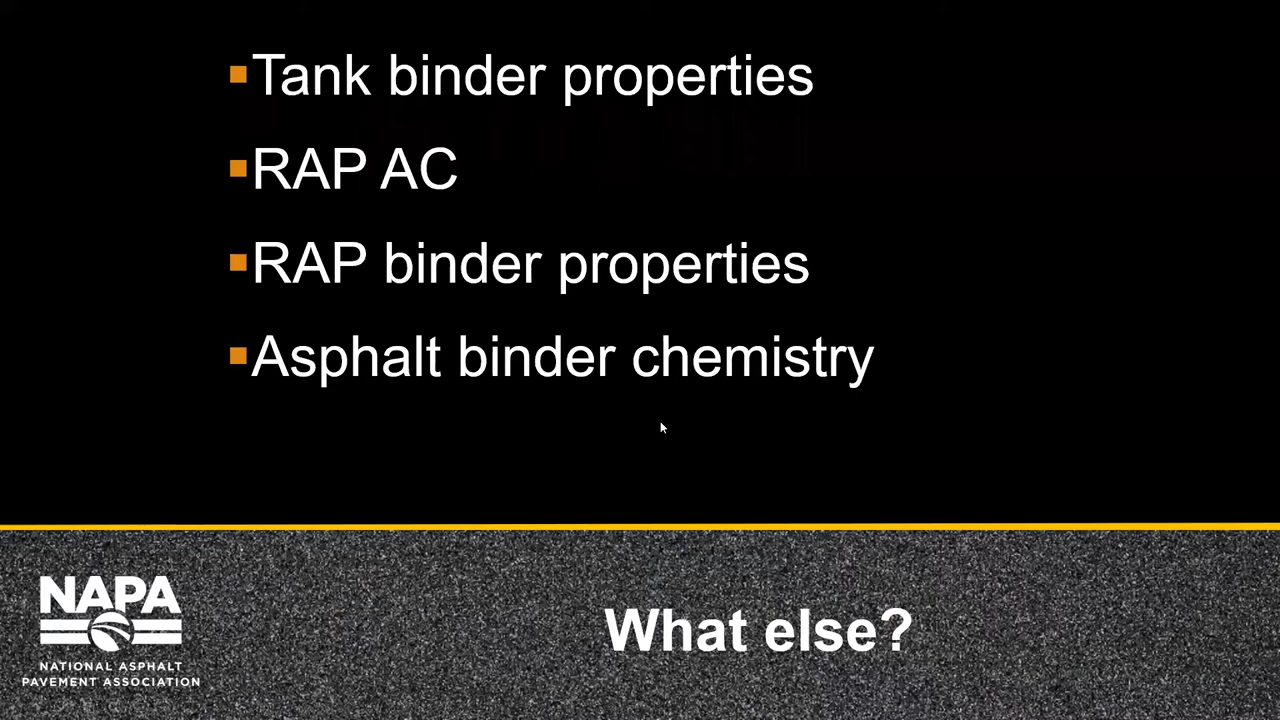 Tank binder properties
RAP AC
RAP binder properties
Asphalt binder chemistry
NAPA
NATIONAL ASPHALT
PAVEMENT ASSOCIATION
What else?